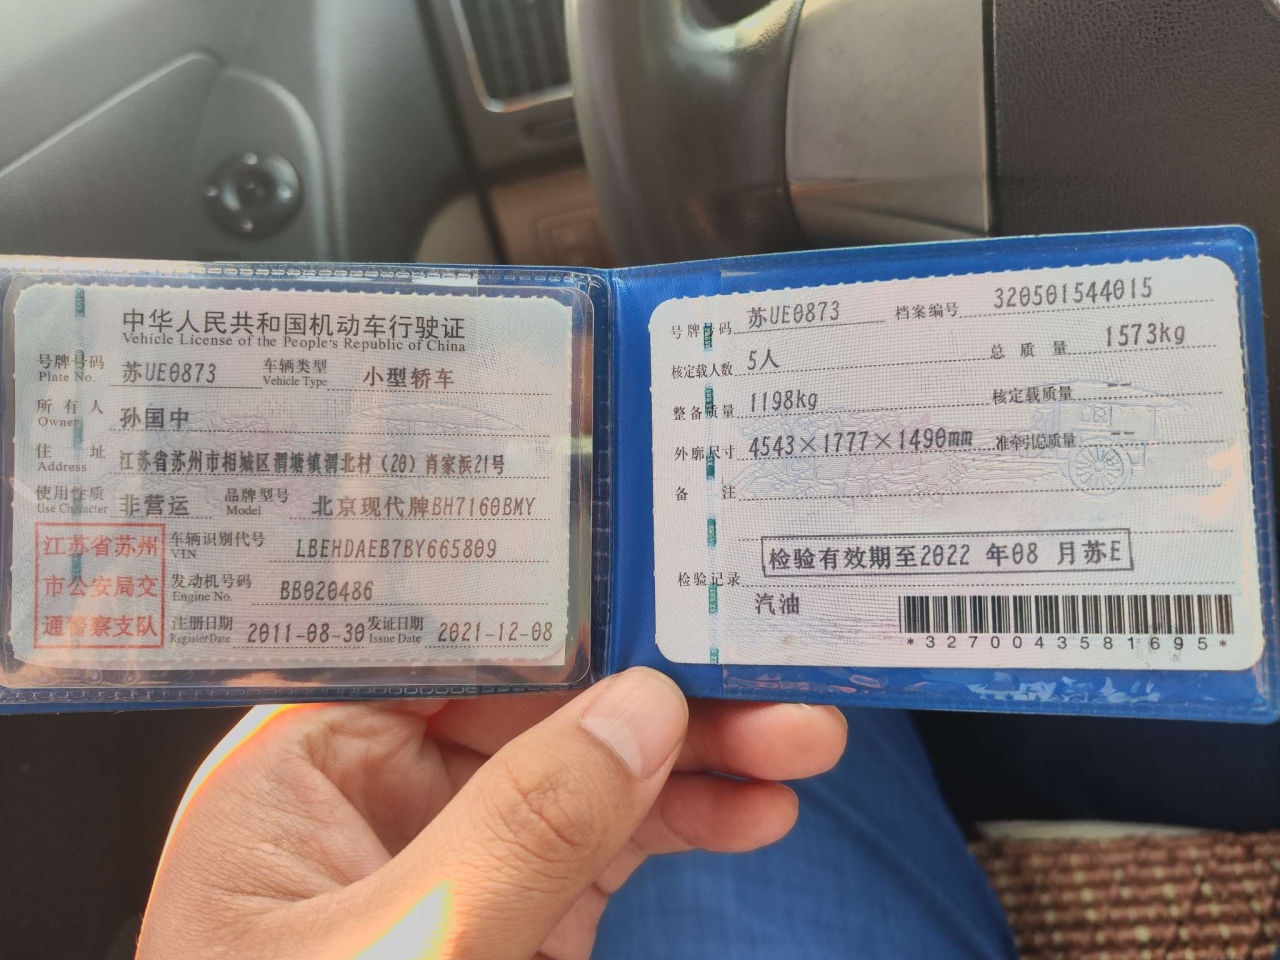 中华人民共和国机动车行驶证
Vehicle License of the People's Republic of China
号牌号码 苏UE0873 车辆类型 小型轿车
Plate No. Vehicle Type
所有人 孙国中
Owner
住址 江苏省苏州市相城区渭塘镇渭北村（20）肖家浜21号
Address
使用性质 非营运 品牌型号 北京现代牌BH7160BMY
Use Character Model
江苏省苏州
市公安局交
通警察支队
车辆识别代号 LBEHDAEB7BY665809
VIN
发动机号码 BB020486
Engine No.
注册日期 2011-08-30 发证日期 2021-12-08
Register Date Issue Date
号牌号码 苏UE0873 档案编号 320501544015
核定载人数 5人 总质量 1573kg
整备质量 1198kg 核定载质量
外廓尺寸 4543×1777×1490mm 准牵引总质量
备注
检验有效期至2022 年08 月苏E
检验记录
汽油
*3270043581695*